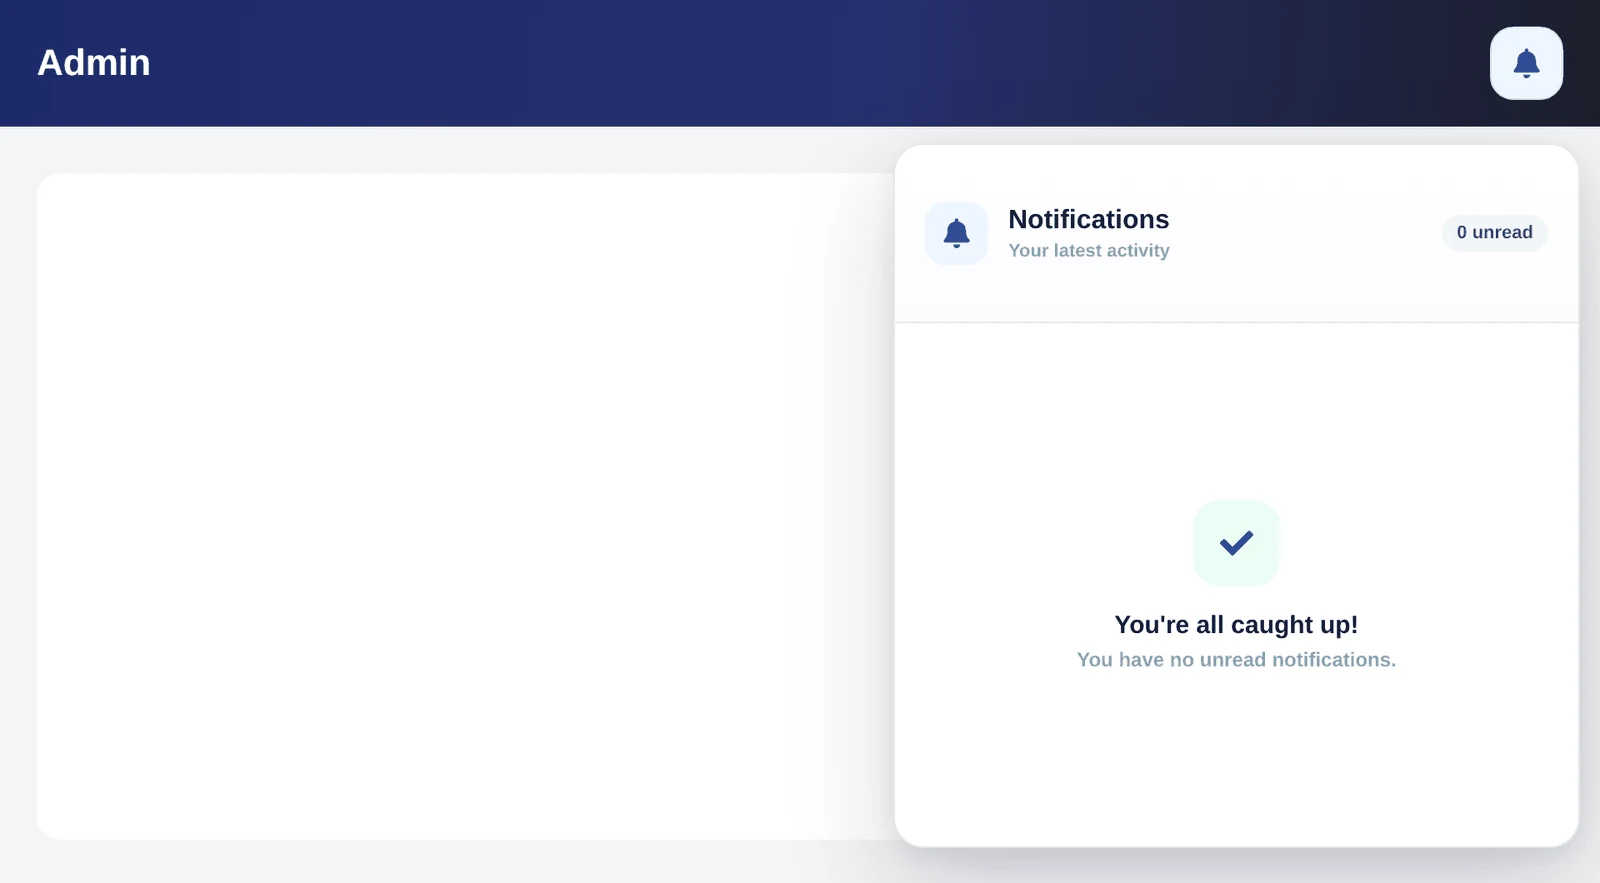 Admin
Notifications
Your latest activity
0 unread
You're all caught up!
You have no unread notifications.